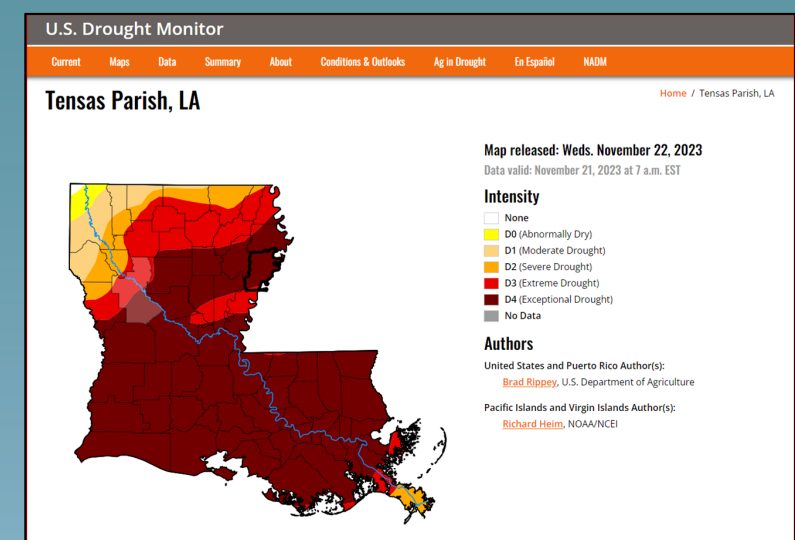 U.S. Drought Monitor
Current Maps Data Summary About Conditions & Outlooks Ag in Drought En Español NADM
Tensas Parish, LA
Home / Tensas Parish, LA
Map released: Weds. November 22, 2023
Data valid: November 21, 2023 at 7 a.m. EST
Intensity
None
D0 (Abnormally Dry)
D1 (Moderate Drought)
D2 (Severe Drought)
D3 (Extreme Drought)
D4 (Exceptional Drought)
No Data
Authors
United States and Puerto Rico Author(s):
Brad Rippey, U.S. Department of Agriculture
Pacific Islands and Virgin Islands Author(s):
Richard Heim, NOAA/NCEI